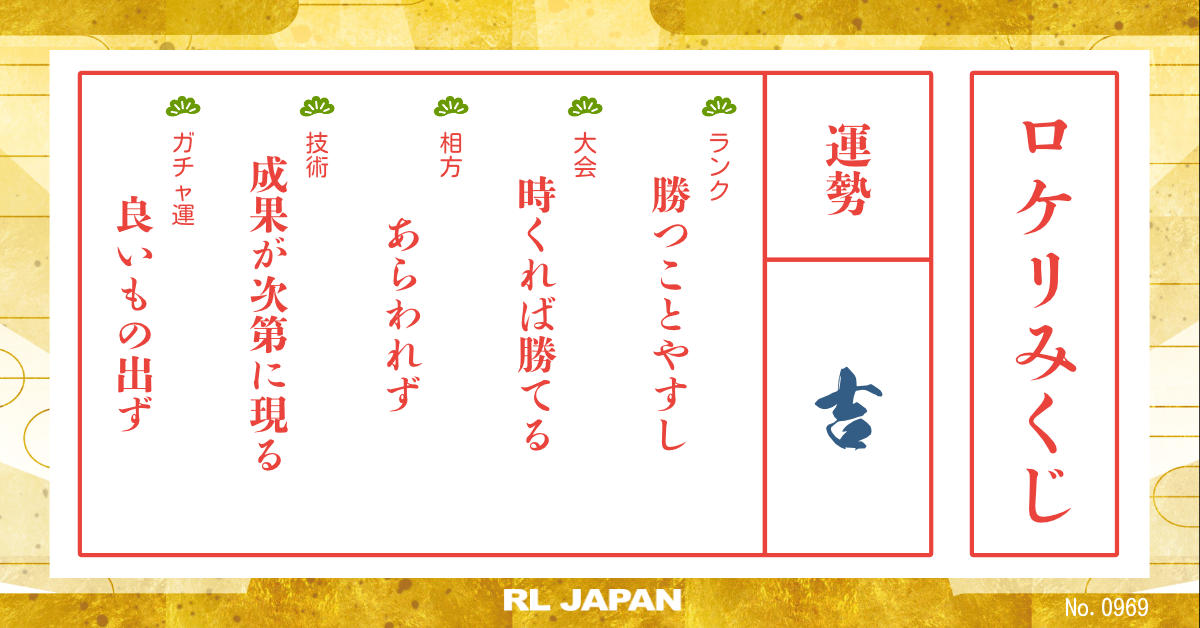 ロケリみくじ
運勢
吉
ランク
勝つことやすし
大会
時くれば勝てる
相方
あらわれず
技術
成果が次第に現る
ガチャ運
良いもの出ず
RL JAPAN
No. 0969